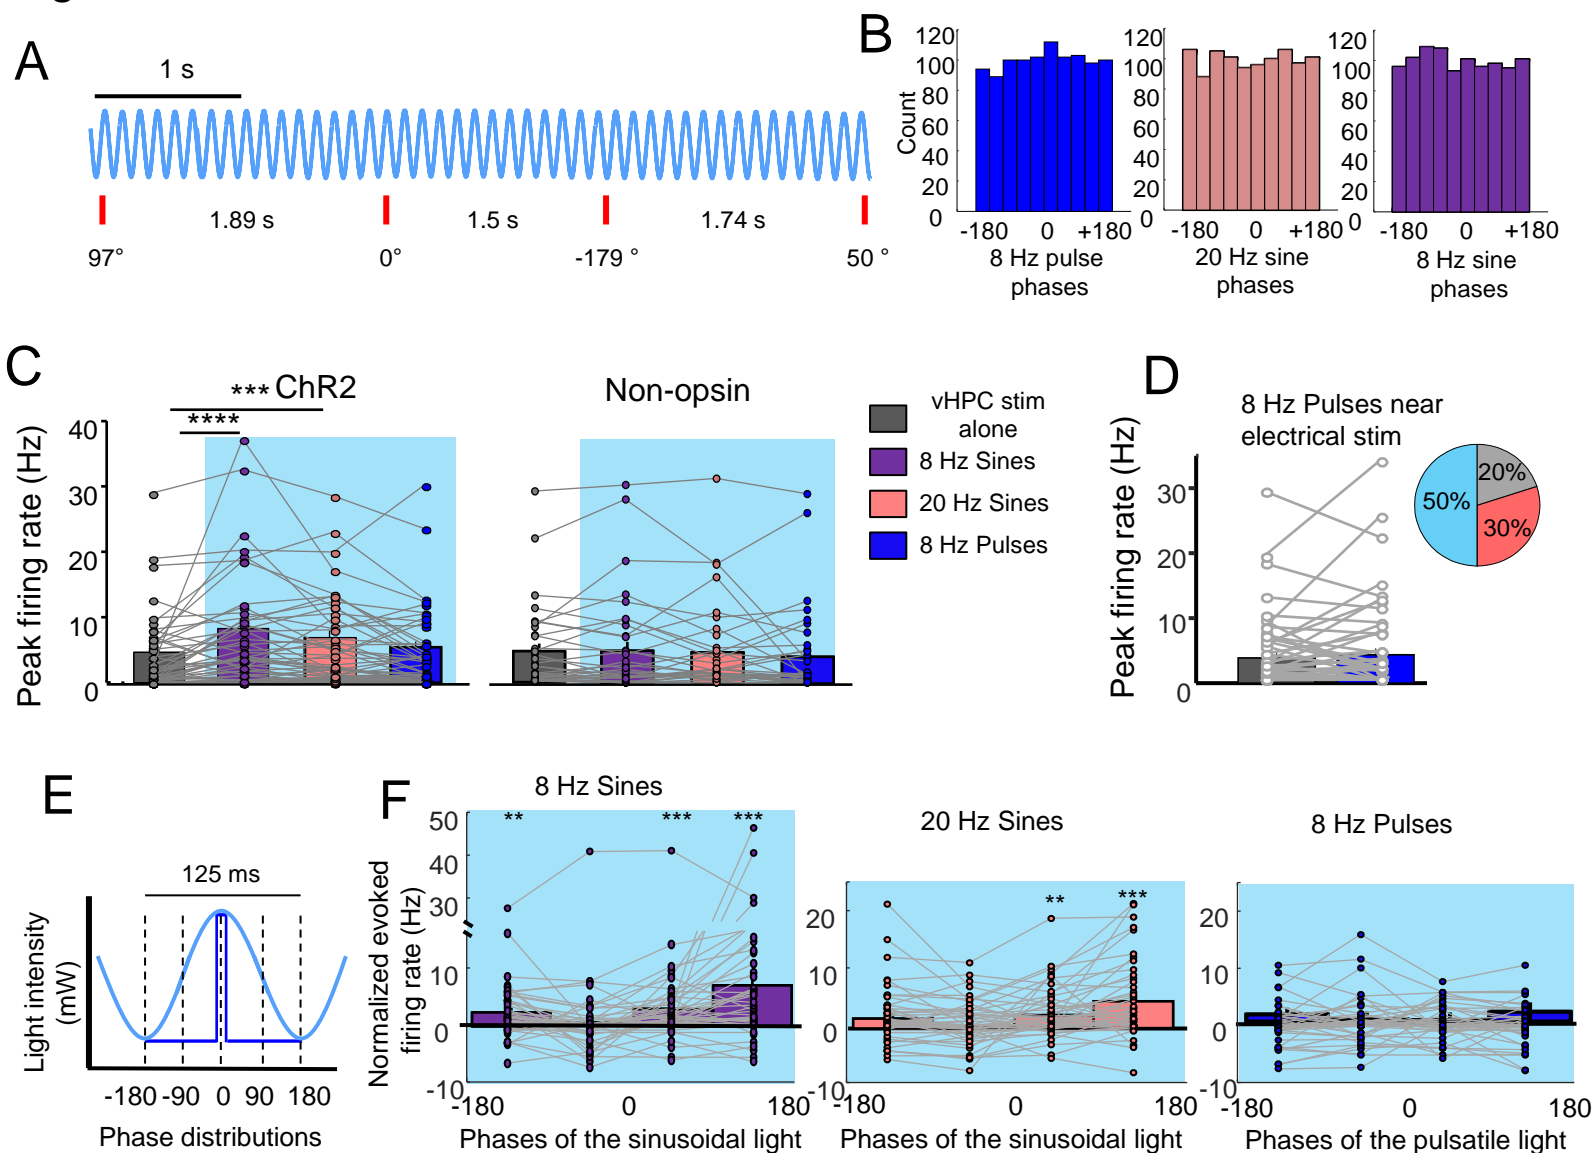 A
1 s
1.89 s
1.5 s
1.74 s
97°
0°
-179 °
50 °
B
Count
120
100
80
60
40
20
0
-180
0
+180
8 Hz pulse
phases
120
100
80
60
40
20
0
-180
0
+180
20 Hz sine
phases
120
100
80
60
40
20
0
-180
0
+180
8 Hz sine
phases
C
*** ChR2
****
Peak firing rate (Hz)
40
30
20
10
0
Non-opsin
vHPC stim
alone
8 Hz Sines
20 Hz Sines
8 Hz Pulses
D
8 Hz Pulses near
electrical stim
Peak firing rate (Hz)
30
20
10
0
50%
20%
30%
E
125 ms
Light intensity
(mW)
-180 -90 0 90 180
Phase distributions
F
8 Hz Sines
** *** ***
Normalized evoked
firing rate (Hz)
50
40
30
10
0
-10
-180
0
180
Phases of the sinusoidal light
20 Hz Sines
** ***
20
10
0
-10
-180
0
180
Phases of the sinusoidal light
8 Hz Pulses
20
10
0
-10
-180
0
180
Phases of the pulsatile light